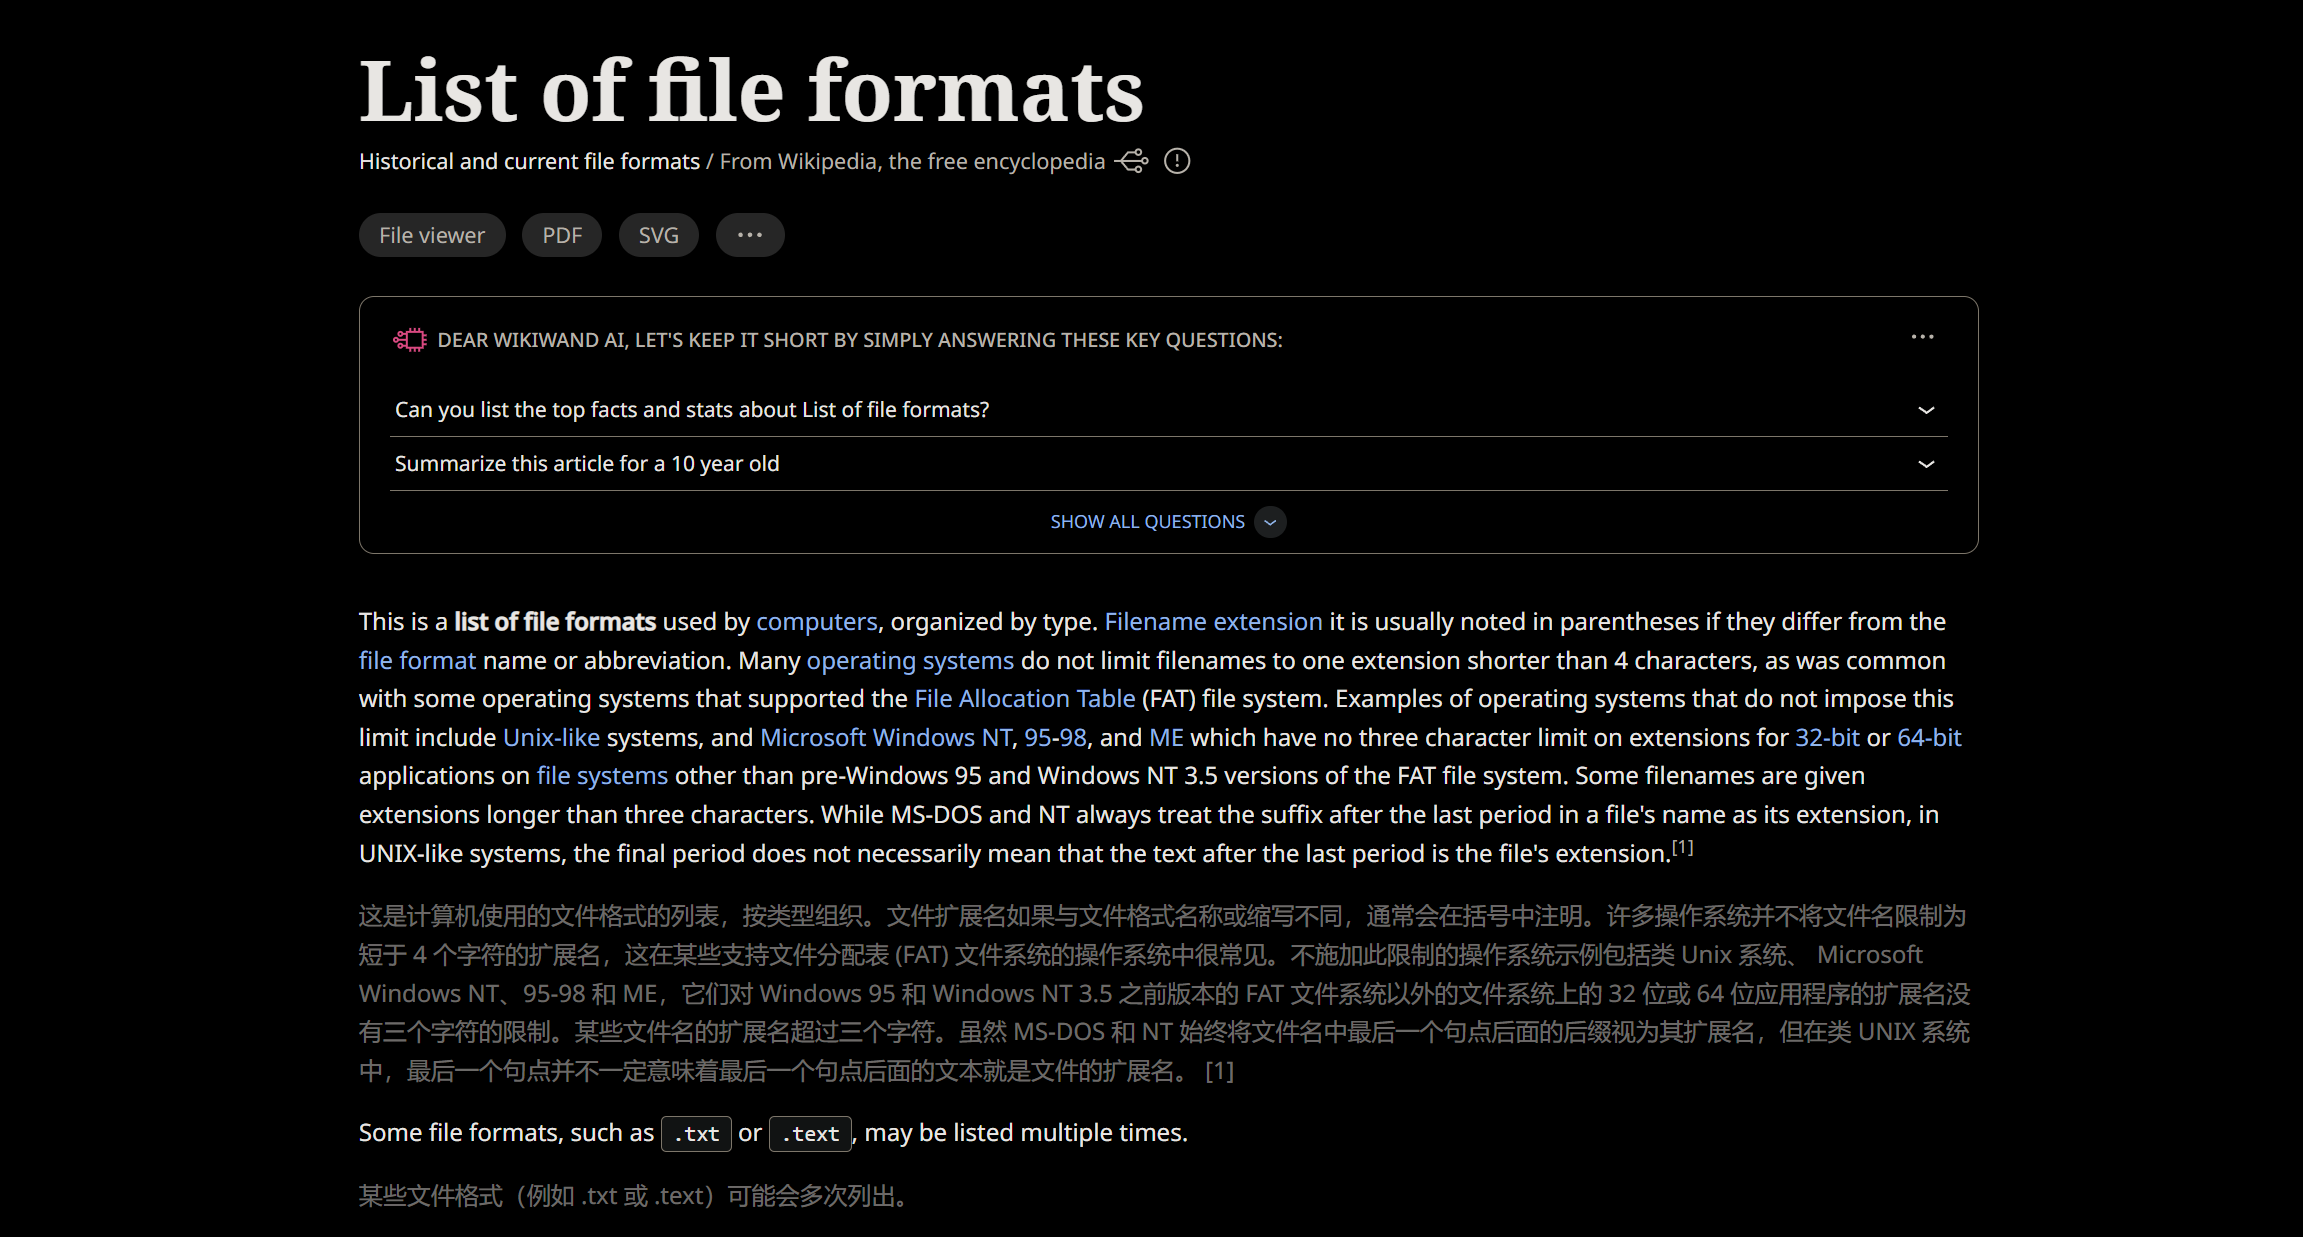 List of file formats
Historical and current file formats / From Wikipedia, the free encyclopedia
File viewer PDF SVG ···
DEAR WIKIWAND AI, LET'S KEEP IT SHORT BY SIMPLY ANSWERING THESE KEY QUESTIONS:
Can you list the top facts and stats about List of file formats?
Summarize this article for a 10 year old
SHOW ALL QUESTIONS
This is a list of file formats used by computers, organized by type. Filename extension it is usually noted in parentheses if they differ from the
file format name or abbreviation. Many operating systems do not limit filenames to one extension shorter than 4 characters, as was common
with some operating systems that supported the File Allocation Table (FAT) file system. Examples of operating systems that do not impose this
limit include Unix-like systems, and Microsoft Windows NT, 95-98, and ME which have no three character limit on extensions for 32-bit or 64-bit
applications on file systems other than pre-Windows 95 and Windows NT 3.5 versions of the FAT file system. Some filenames are given
extensions longer than three characters. While MS-DOS and NT always treat the suffix after the last period in a file's name as its extension, in
UNIX-like systems, the final period does not necessarily mean that the text after the last period is the file's extension.[1]
这是计算机使用的文件格式的列表，按类型组织。文件扩展名如果与文件格式名称或缩写不同，通常会在括号中注明。许多操作系统并不将文件名限制为
短于 4 个字符的扩展名，这在某些支持文件分配表 (FAT) 文件系统的操作系统中很常见。不施加此限制的操作系统示例包括类 Unix 系统、 Microsoft
Windows NT、95-98 和 ME，它们对 Windows 95 和 Windows NT 3.5 之前版本的 FAT 文件系统以外的文件系统上的 32 位或 64 位应用程序的扩展名没
有三个字符的限制。某些文件名的扩展名超过三个字符。虽然 MS-DOS 和 NT 始终将文件名中最后一个句点后面的后缀视为其扩展名，但在类 UNIX 系统
中，最后一个句点并不一定意味着最后一个句点后面的文本就是文件的扩展名。 [1]
Some file formats, such as .txt or .text, may be listed multiple times.
某些文件格式（例如 .txt 或 .text）可能会多次列出。